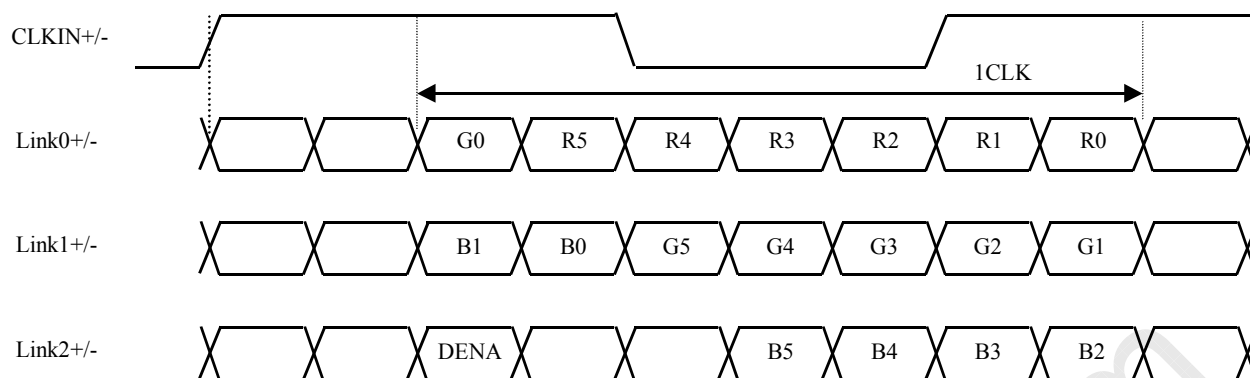 CLKIN+/-
1CLK
Link0+/- G0 R5 R4 R3 R2 R1 R0
Link1+/- B1 B0 G5 G4 G3 G2 G1
Link2+/- DENA B5 B4 B3 B2